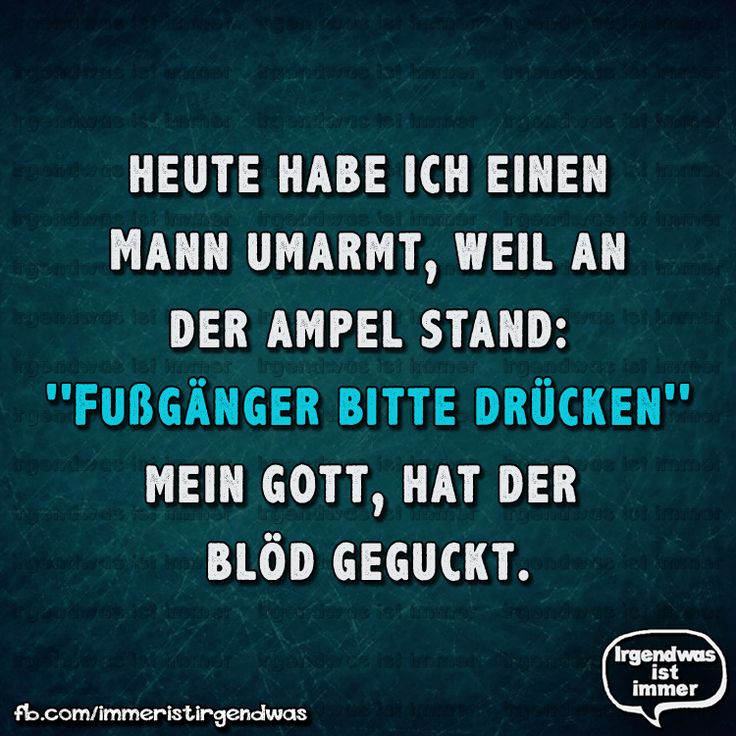 HEUTE HABE ICH EINEN
MANN UMARMT, WEIL AN
DER AMPEL STAND:
"FUßGÄNGER BITTE DRÜCKEN"
MEIN GOTT, HAT DER
BLÖD GEGUCKT.
Irgendwas
ist
immer
fb.com/immeristirgendwas